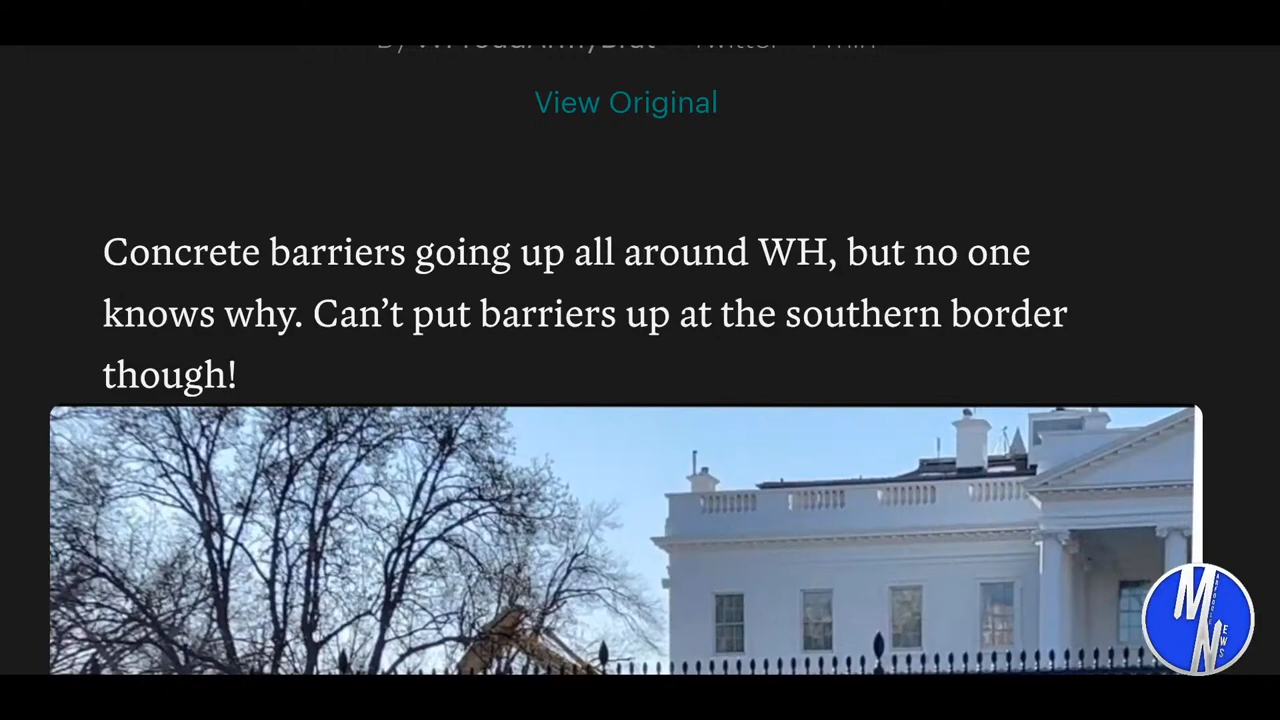 View Original
Concrete barriers going up all around WH, but no one
knows why. Can’t put barriers up at the southern border
though!
M
N
EWS